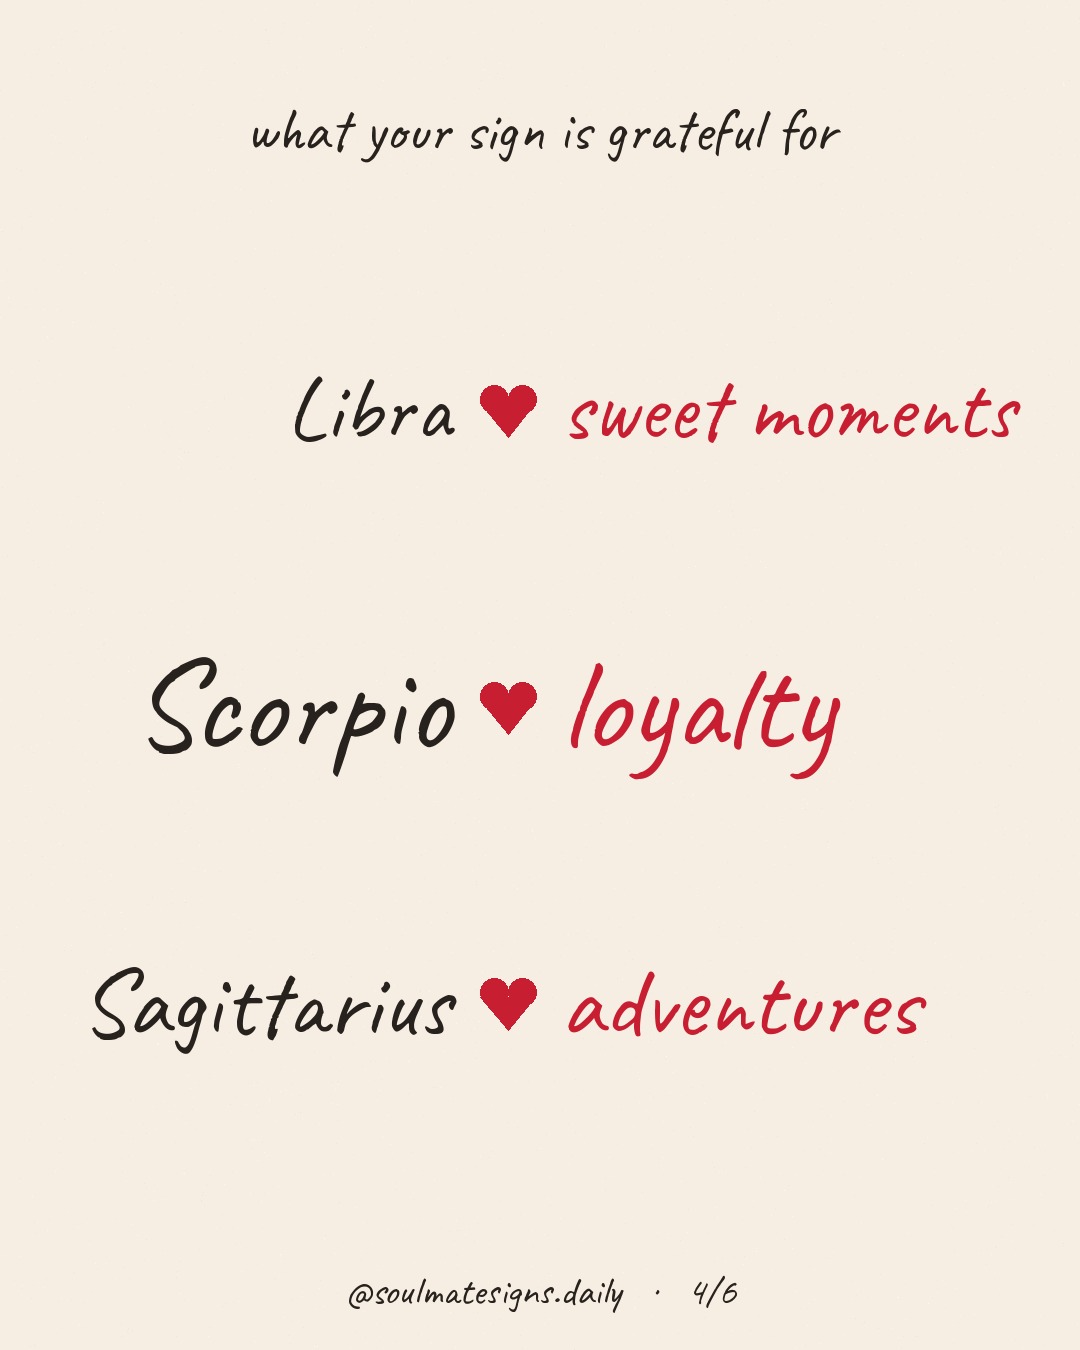 what your sign is grateful for
Libra ♥ sweet moments
Scorpio ♥ loyalty
Sagittarius ♥ adventures
@soulmatesigns.daily · 4/6